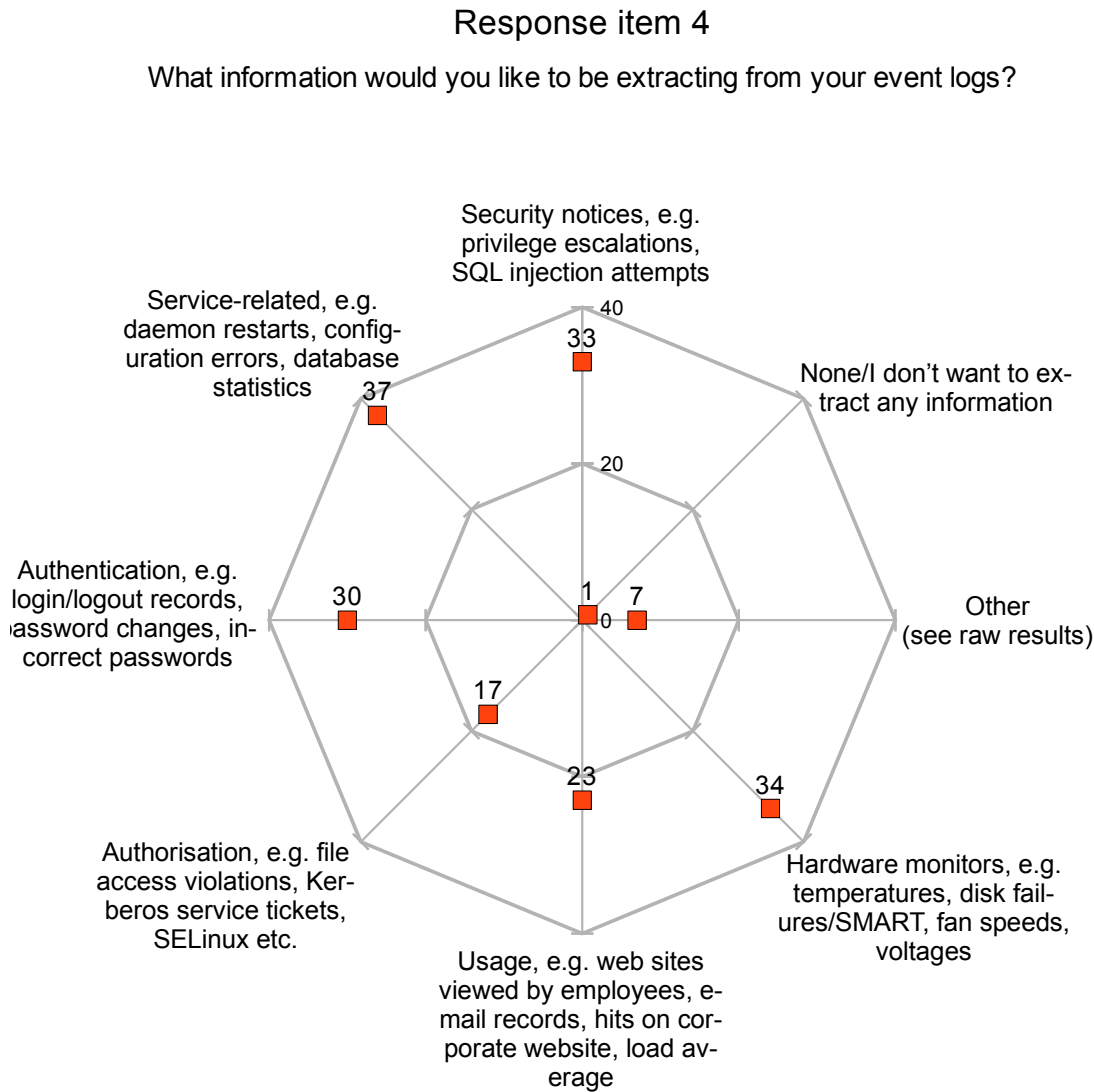 Response item 4
What information would you like to be extracting from your event logs?
Security notices, e.g.
privilege escalations,
SQL injection attempts
40
33
20
0
Service-related, e.g.
daemon restarts, config-
uration errors, database
statistics
37
None/I don’t want to ex-
tract any information
1
Authentication, e.g.
login/logout records,
password changes, in-
correct passwords
30
7
Other
(see raw results)
17
23
34
Authorisation, e.g. file
access violations, Ker-
beros service tickets,
SELinux etc.
Usage, e.g. web sites
viewed by employees, e-
mail records, hits on cor-
porate website, load av-
erage
Hardware monitors, e.g.
temperatures, disk fail-
ures/SMART, fan speeds,
voltages